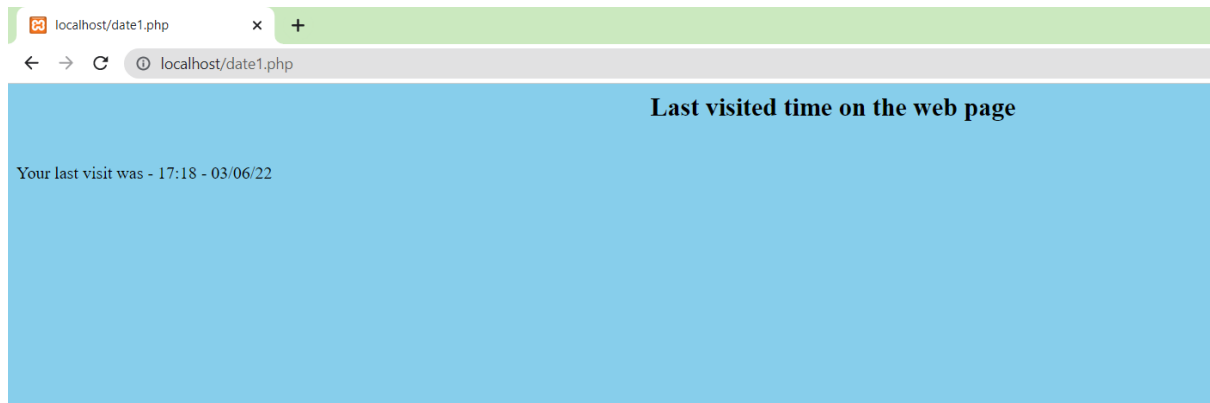 localhost/date1.php
localhost/date1.php
Last visited time on the web page
Your last visit was - 17:18 - 03/06/22